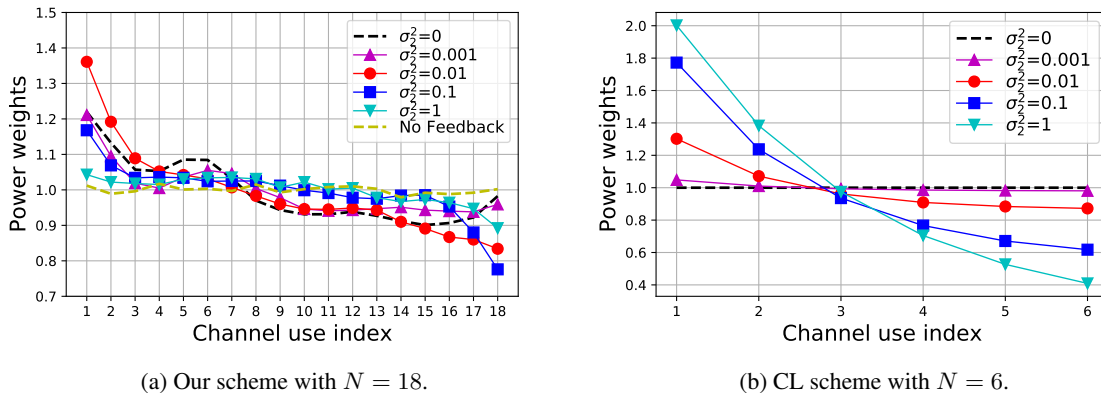 1.5
1.4
1.3
1.2
1.1
1.0
0.9
0.8
0.7
Power weights
1 2 3 4 5 6 7 8 9 10 11 12 13 14 15 16 17 18
Channel use index
σ₂²=0
σ₂²=0.001
σ₂²=0.01
σ₂²=0.1
σ₂²=1
No Feedback
(a) Our scheme with N = 18.
2.0
1.8
1.6
1.4
1.2
1.0
0.8
0.6
0.4
Power weights
1 2 3 4 5 6
Channel use index
σ₂²=0
σ₂²=0.001
σ₂²=0.01
σ₂²=0.1
σ₂²=1
(b) CL scheme with N = 6.